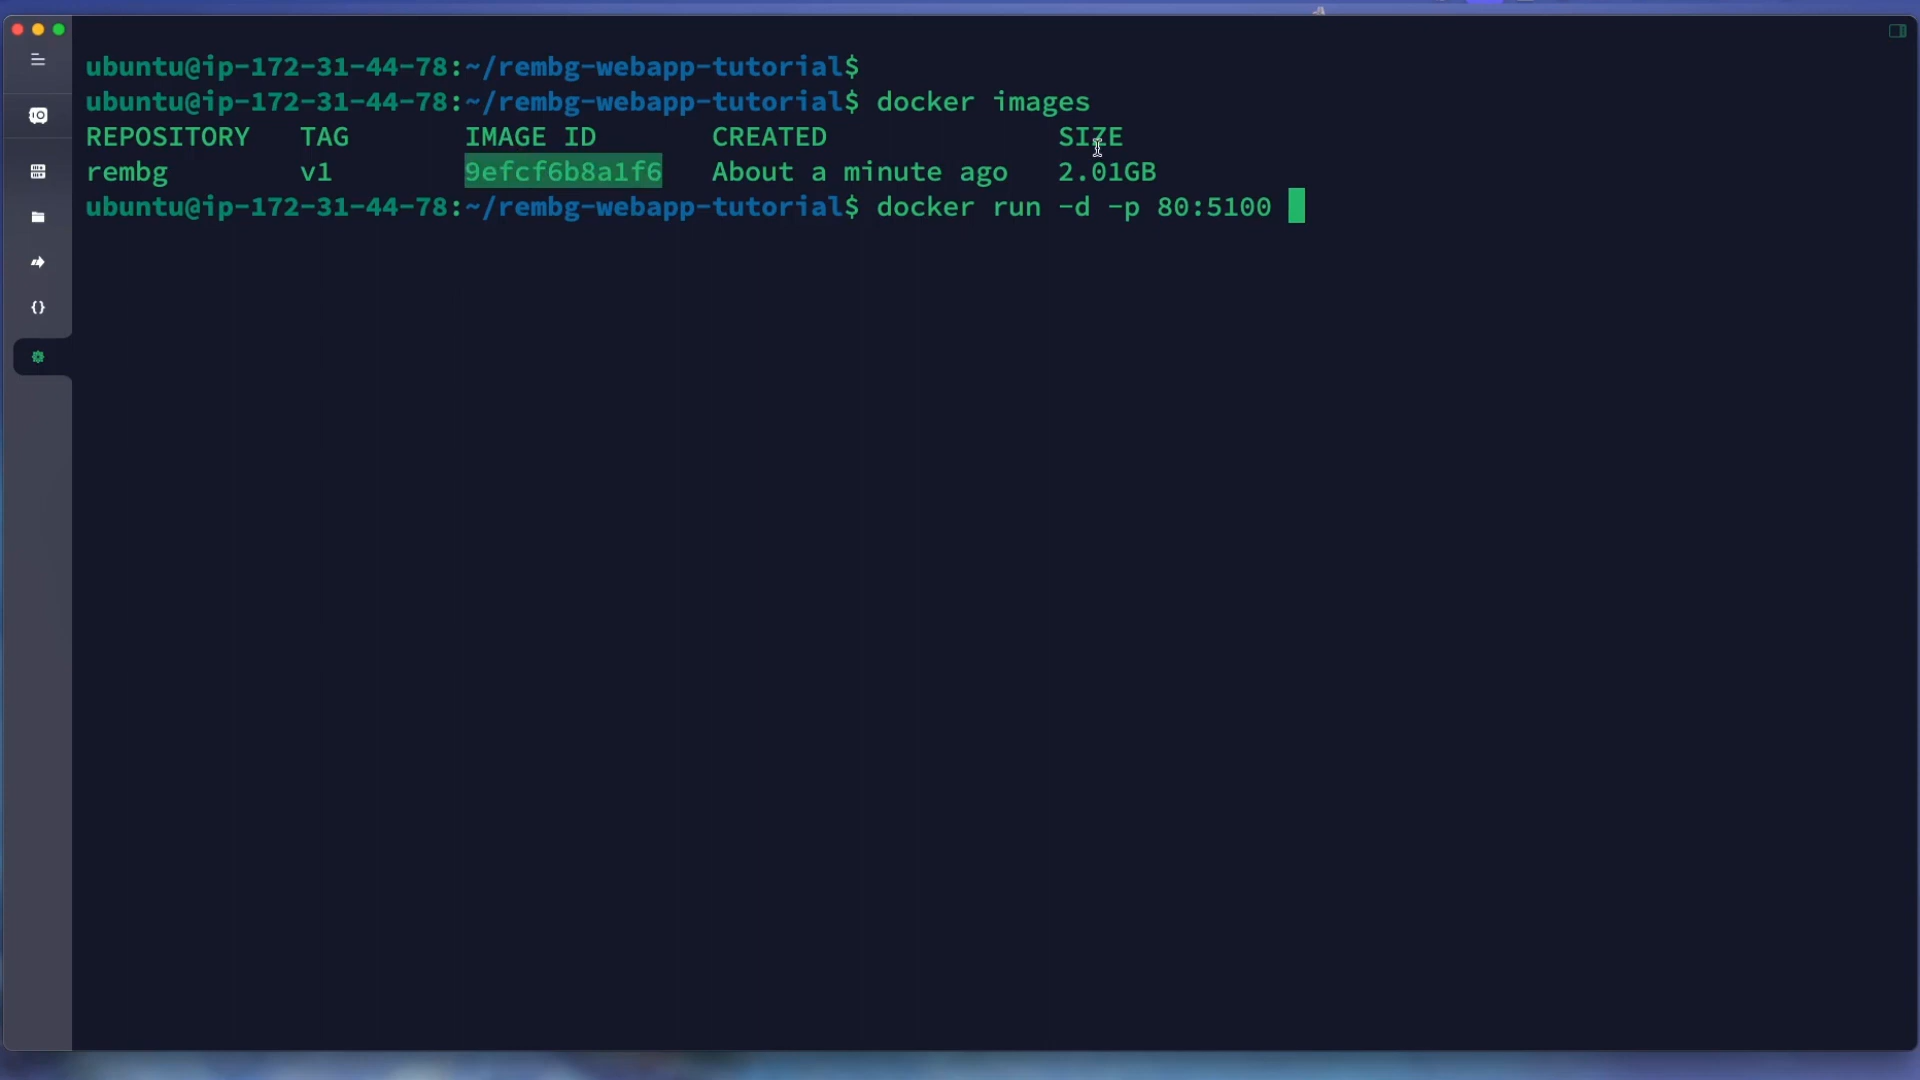 ubuntu@ip-172-31-44-78:~/rembg-webapp-tutorial$
ubuntu@ip-172-31-44-78:~/rembg-webapp-tutorial$ docker images
REPOSITORY TAG IMAGE ID CREATED SIZE
rembg v1 9efcf6b8a1f6 About a minute ago 2.01GB
ubuntu@ip-172-31-44-78:~/rembg-webapp-tutorial$ docker run -d -p 80:5100